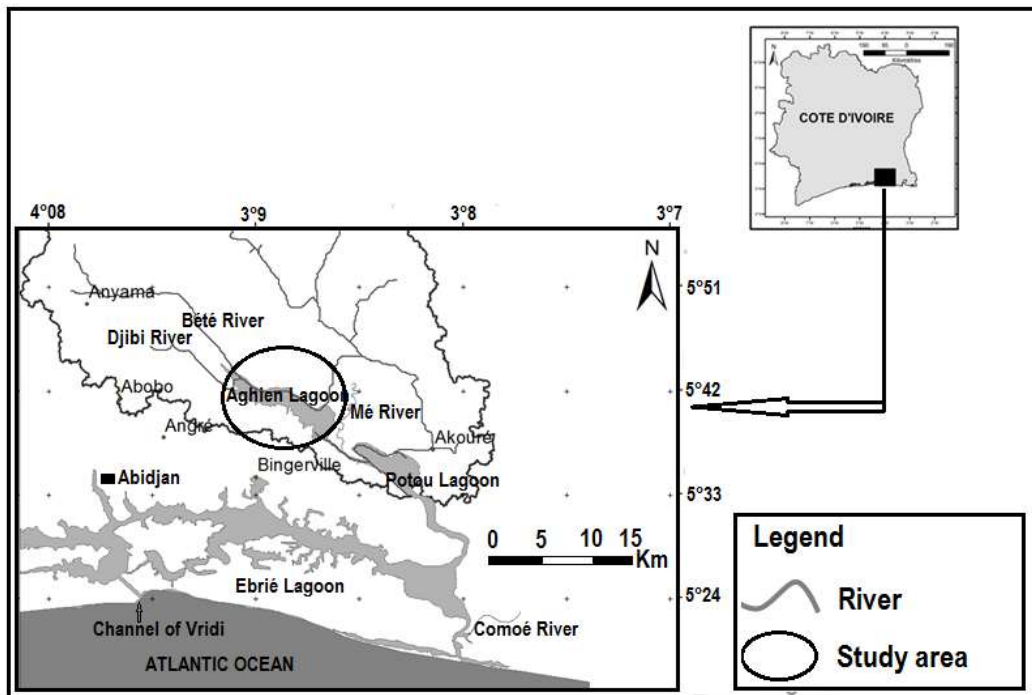 N
COTE D'IVOIRE
4°08
3°9
3°8
3°7
N
Anyama
5°51
Bété River
Djibi River
Abobo
Aghien Lagoon
5°42
Mé River
Angré
Akouré
Bingerville
Potou Lagoon
Abidjan
5°33
0 5 10 15
Km
Ebrié Lagoon
5°24
Channel of Vridi
Comoé River
ATLANTIC OCEAN
Legend
River
Study area